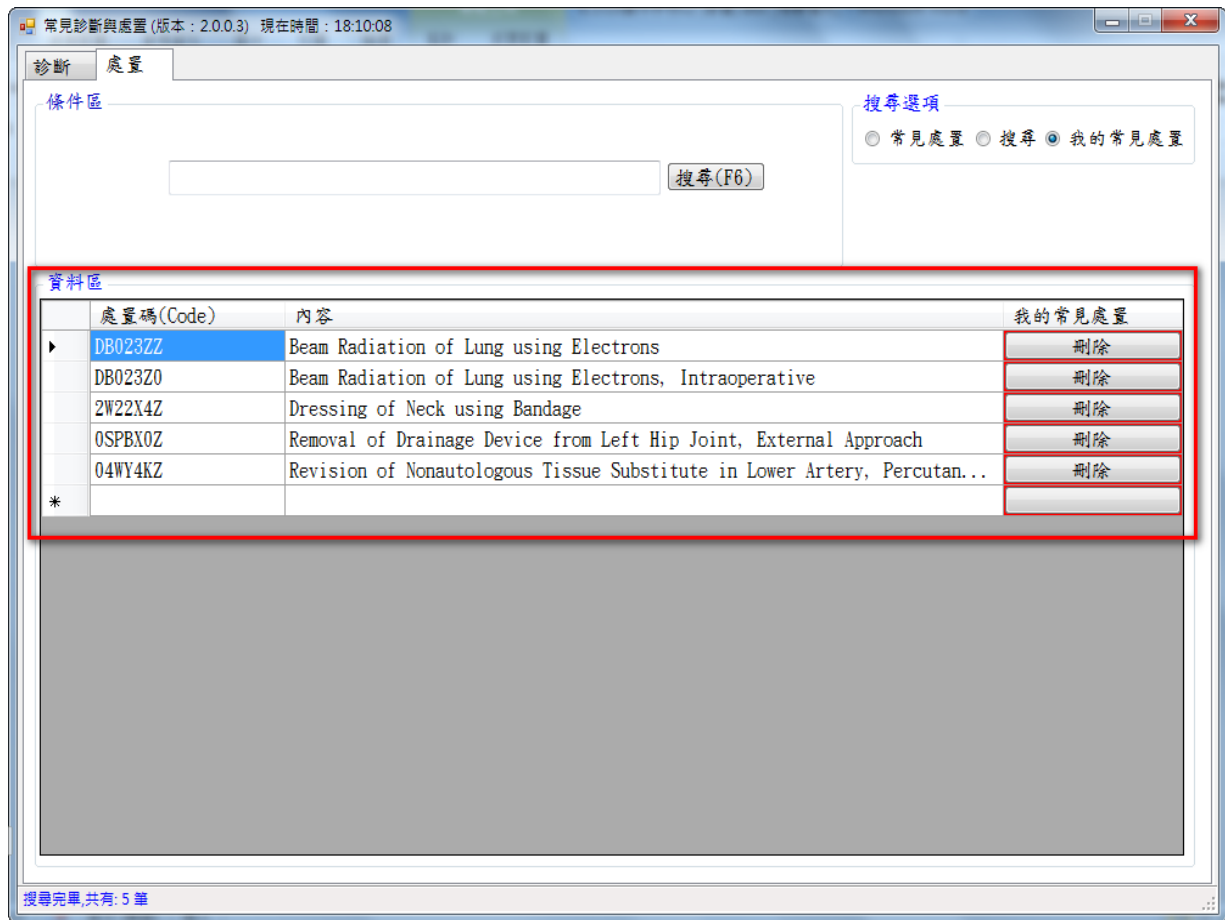 常見診斷與處置 (版本：2.0.0.3) 現在時間：18:10:08
診斷 處置
條件區
搜尋(F6)
搜尋選項
常見處置 搜尋 我的常見處置
資料區
處置碼(Code) 內容 我的常見處置
DB023ZZ Beam Radiation of Lung using Electrons 刪除
DB023Z0 Beam Radiation of Lung using Electrons, Intraoperative 刪除
2W22X4Z Dressing of Neck using Bandage 刪除
0SPBX0Z Removal of Drainage Device from Left Hip Joint, External Approach 刪除
04WY4KZ Revision of Nonautologous Tissue Substitute in Lower Artery, Percutan... 刪除
搜尋完畢,共有: 5 筆